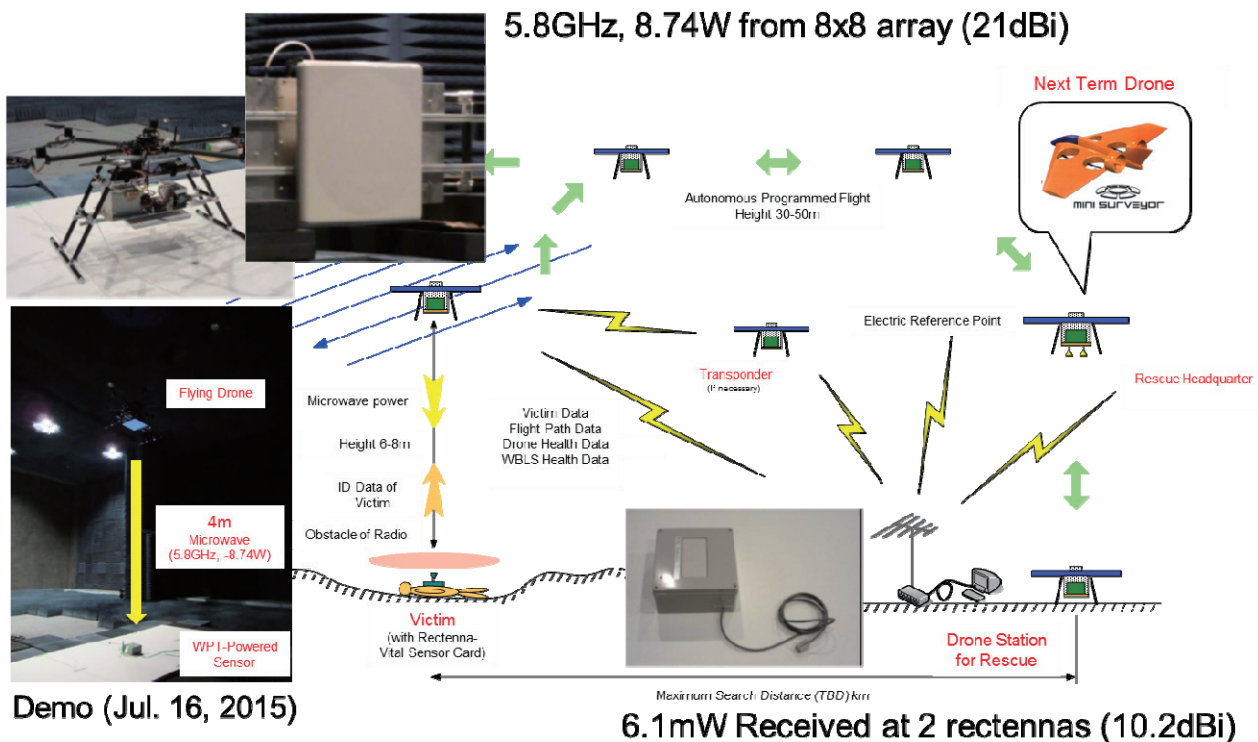 5.8GHz, 8.74W from 8x8 array (21dBi)
Next Term Drone
MINI SURVEYOR
Autonomous Programmed Flight
Height 30-50m
Electric Reference Point
Transponder
(If necessary)
Rescue Headquarter
Flying Drone
Microwave power
Height 6-8m
ID Data of
Victim
Obstacle of Radio
Victim Data
Flight Path Data
Drone Health Data
WBLS Health Data
4m
Microwave
(5.8GHz, -8.74W)
WPT-Powered
Sensor
Victim
(with Rectenna-
Vital Sensor Card)
Drone Station
for Rescue
Maximum Search Distance (TBD) km
Demo (Jul. 16, 2015)
6.1mW Received at 2 rectennas (10.2dBi)